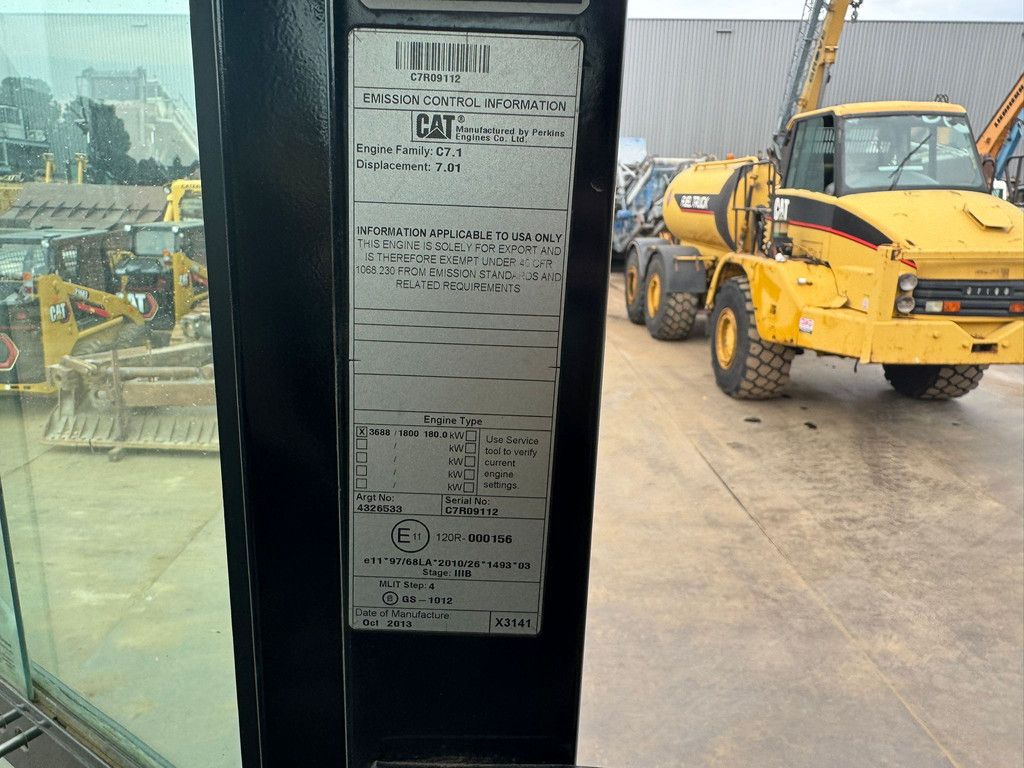 C7R09112
EMISSION CONTROL INFORMATION
CAT® Manufactured by Perkins
Engines Co. Ltd.
Engine Family: C7.1
Displacement: 7.01
INFORMATION APPLICABLE TO USA ONLY
THIS ENGINE IS SOLELY FOR EXPORT AND
IS THEREFORE EXEMPT UNDER 40 CFR
1068.230 FROM EMISSION STANDARDS AND
RELATED REQUIREMENTS
Engine Type
X 3688 / 1800 180.0 kW
/ kW
/ kW
/ kW
/ kW
Use Service
tool to verify
current
engine
settings.
Argt No:
4326533
Serial No:
C7R09112
E 11 120R-000156
e11*97/68LA*2010/26*1493*03
Stage: IIIB
MLIT Step: 4
GS-1012
Date of Manufacture
Oct 2013
X3141
FUEL TRUCK
CAT
CAT
CAT
LIEBHERR